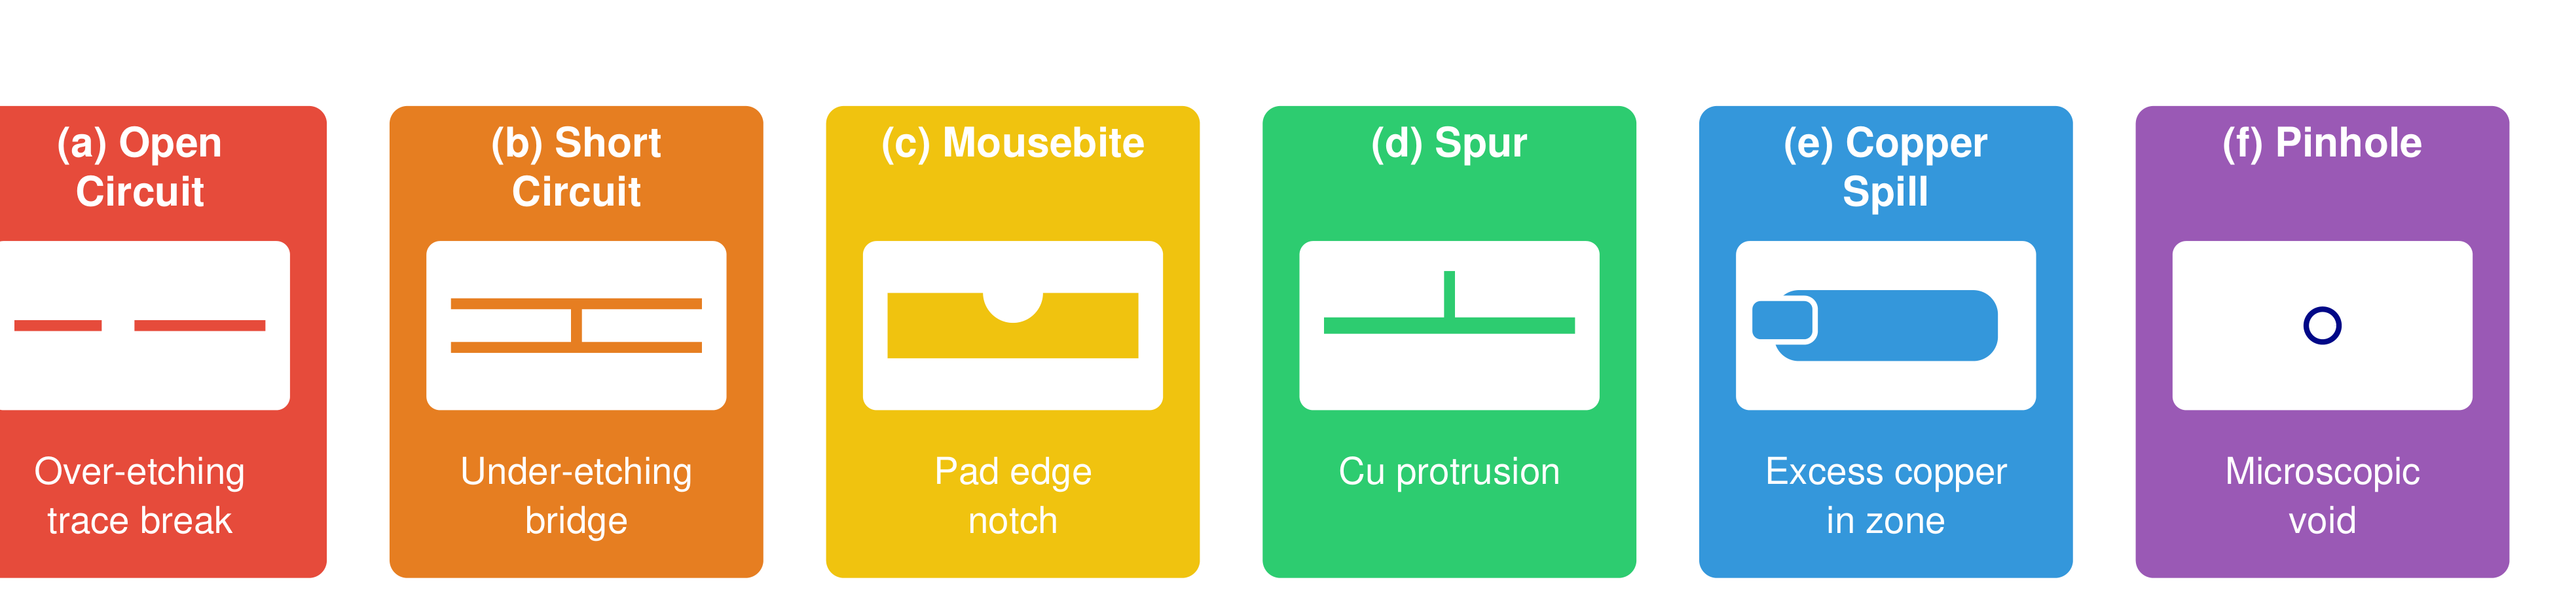 (a) Open
Circuit
Over-etching
trace break
(b) Short
Circuit
Under-etching
bridge
(c) Mousebite
Pad edge
notch
(d) Spur
Cu protrusion
(e) Copper
Spill
Excess copper
in zone
(f) Pinhole
Microscopic
void